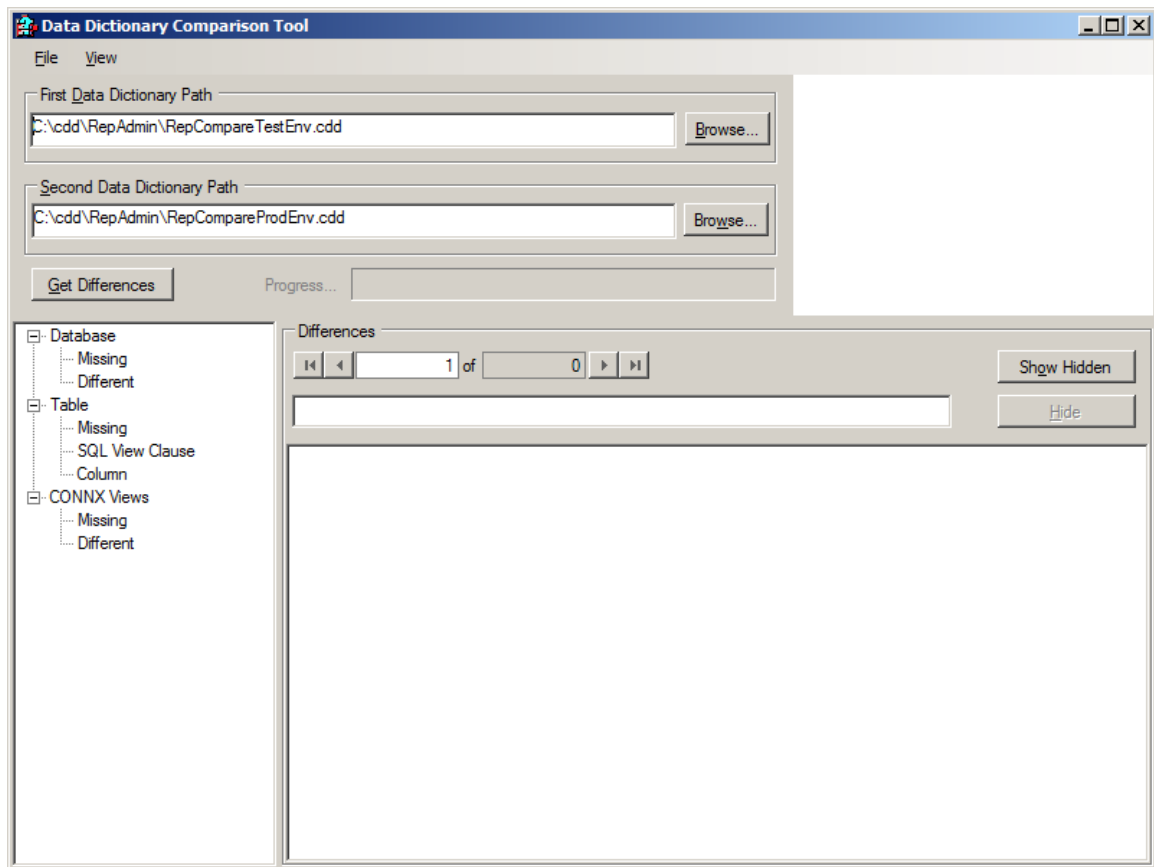 Data Dictionary Comparison Tool
File View
First Data Dictionary Path
C:\cdd\RepAdmin\RepCompareTestEnv.cdd Browse...
Second Data Dictionary Path
C:\cdd\RepAdmin\RepCompareProdEnv.cdd Browse...
Get Differences Progress...
Database
Missing
Different
Table
Missing
SQL View Clause
Column
CONNX Views
Missing
Different
Differences
1 of 0 Show Hidden
Hide